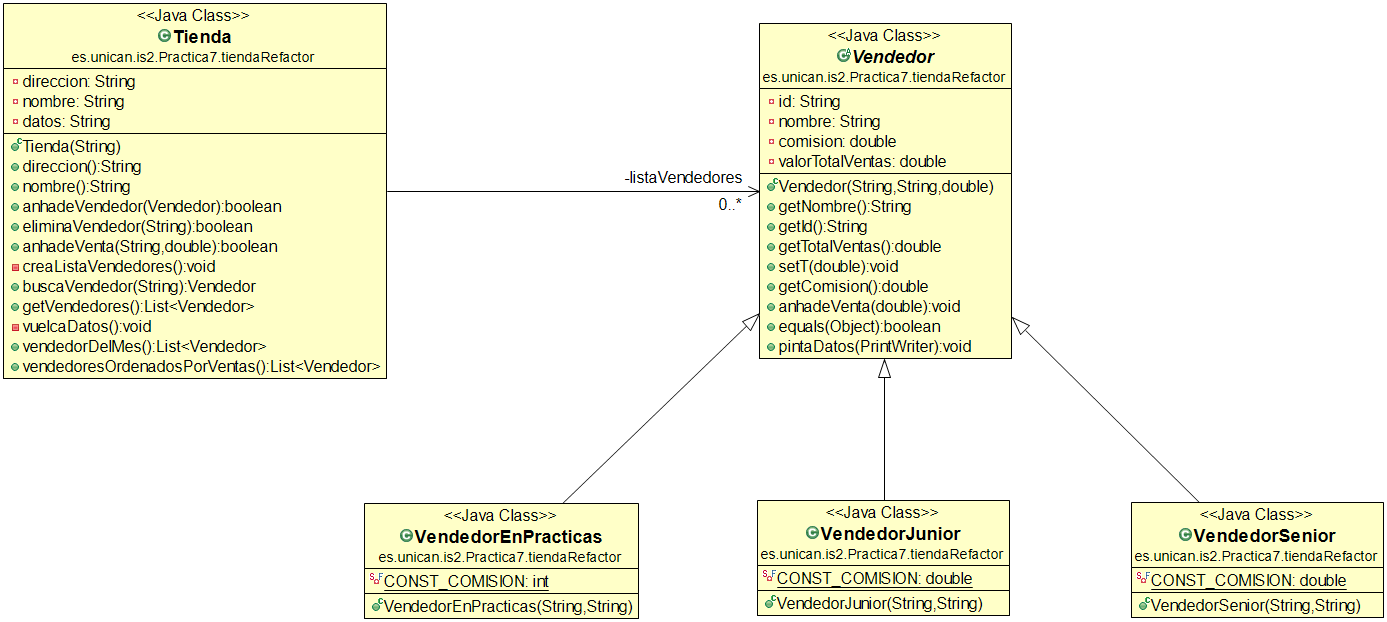 <<Java Class>>
Tienda
es.unican.is2.Practica7.tiendaRefactor
direccion: String
nombre: String
datos: String
Tienda(String)
direccion():String
nombre():String
anhadeVendedor(Vendedor):boolean
eliminaVendedor(String):boolean
anhadeVenta(String,double):boolean
creaListaVendedores():void
buscaVendedor(String):Vendedor
getVendedores():List<Vendedor>
vuelcaDatos():void
vendedorDelMes():List<Vendedor>
vendedoresOrdenadosPorVentas():List<Vendedor>
-listaVendedores
0..*
<<Java Class>>
Vendedor
es.unican.is2.Practica7.tiendaRefactor
id: String
nombre: String
comision: double
valorTotalVentas: double
Vendedor(String,String,double)
getNombre():String
getId():String
getTotalVentas():double
setT(double):void
getComision():double
anhadeVenta(double):void
equals(Object):boolean
pintaDatos(PrintWriter):void
<<Java Class>>
VendedorEnPracticas
es.unican.is2.Practica7.tiendaRefactor
CONST_COMISION: int
VendedorEnPracticas(String,String)
<<Java Class>>
VendedorJunior
es.unican.is2.Practica7.tiendaRefactor
CONST_COMISION: double
VendedorJunior(String,String)
<<Java Class>>
VendedorSenior
es.unican.is2.Practica7.tiendaRefactor
CONST_COMISION: double
VendedorSenior(String,String)